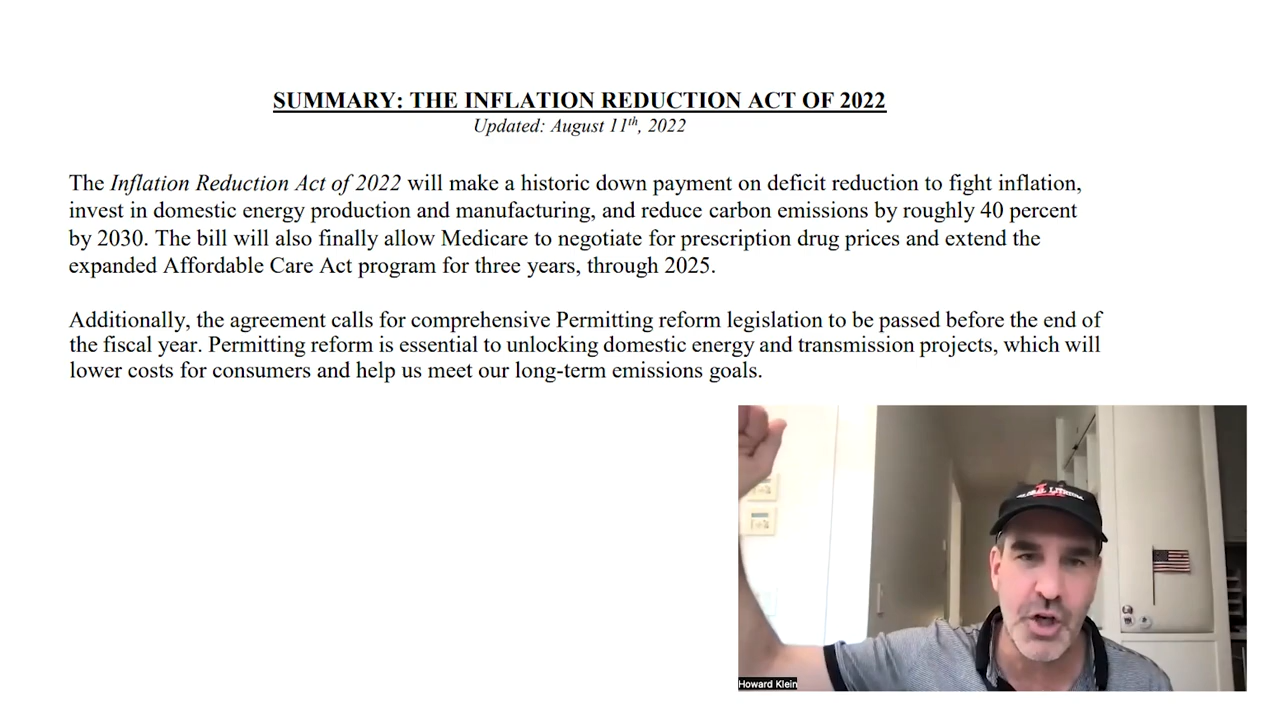 SUMMARY: THE INFLATION REDUCTION ACT OF 2022
Updated: August 11th, 2022
The Inflation Reduction Act of 2022 will make a historic down payment on deficit reduction to fight inflation,
invest in domestic energy production and manufacturing, and reduce carbon emissions by roughly 40 percent
by 2030. The bill will also finally allow Medicare to negotiate for prescription drug prices and extend the
expanded Affordable Care Act program for three years, through 2025.
Additionally, the agreement calls for comprehensive Permitting reform legislation to be passed before the end of
the fiscal year. Permitting reform is essential to unlocking domestic energy and transmission projects, which will
lower costs for consumers and help us meet our long-term emissions goals.
LITHIUM
Howard Klein